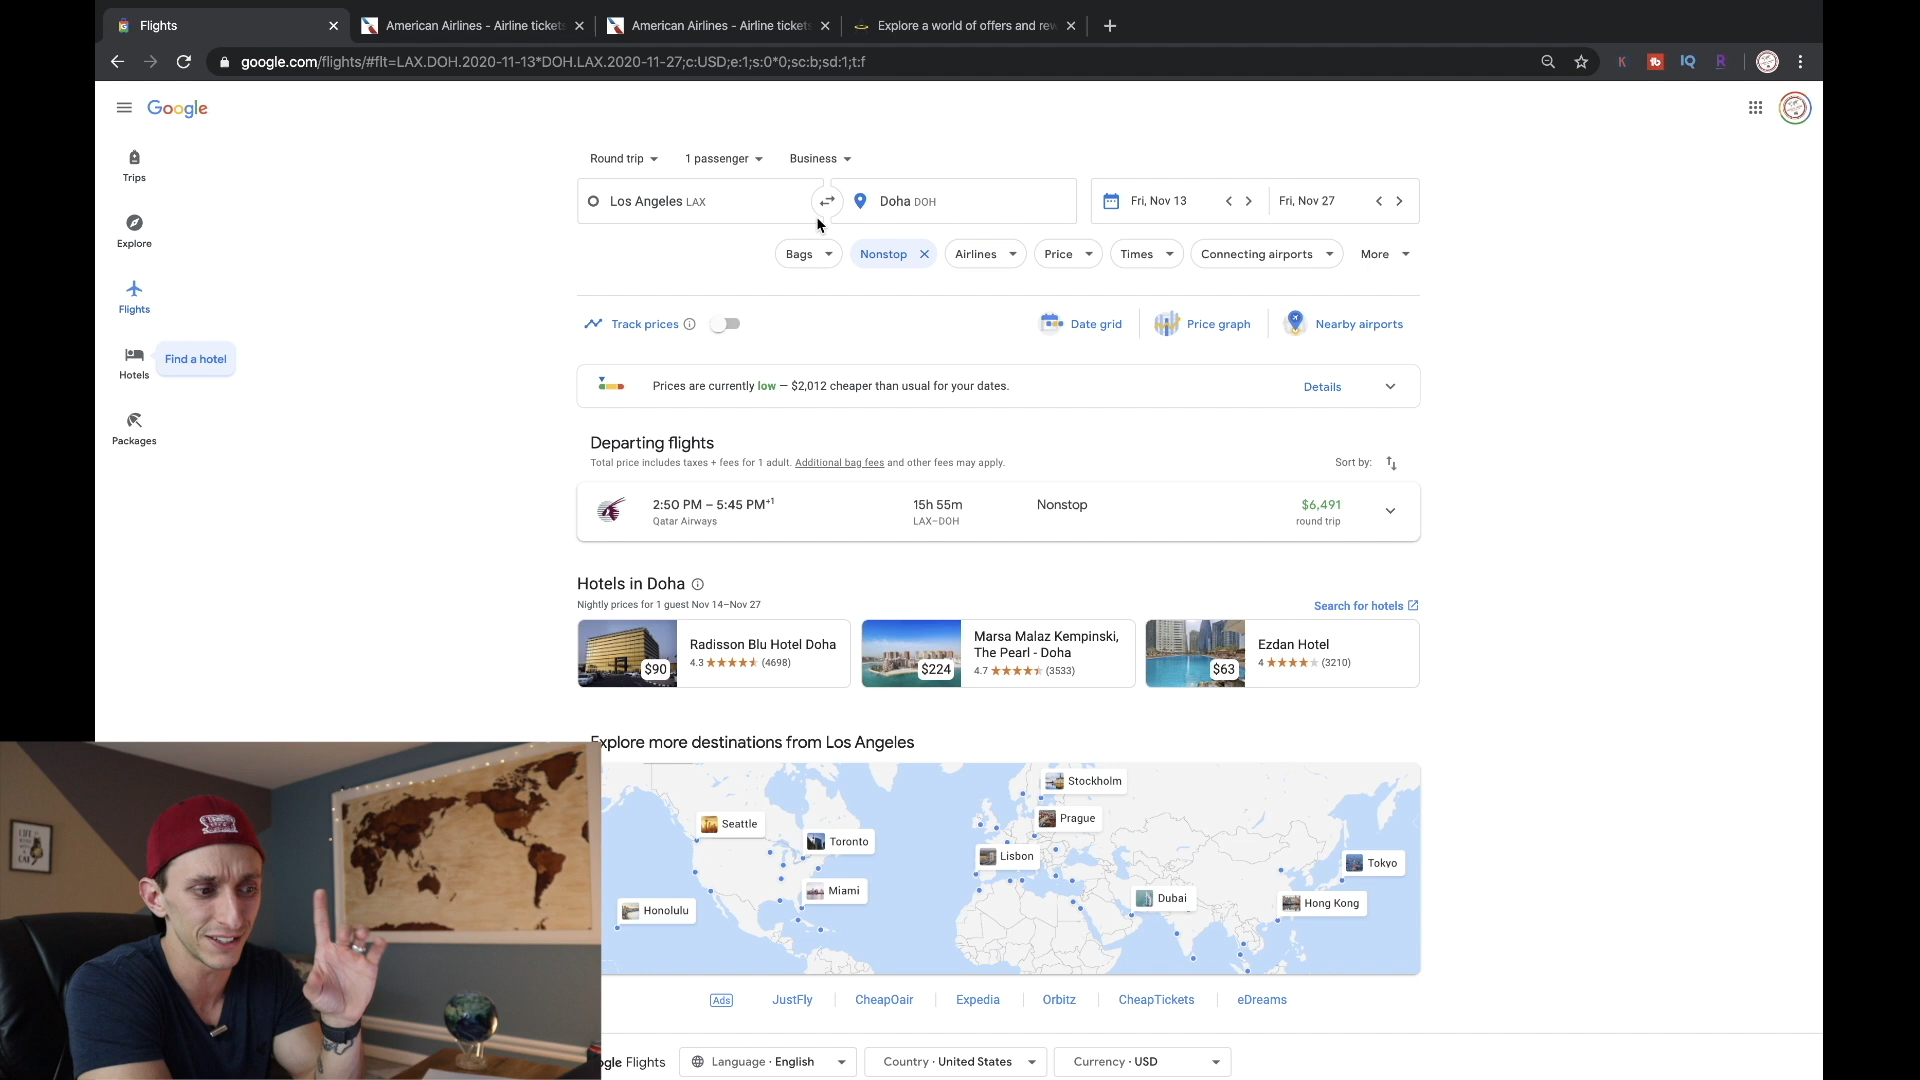 Flights
American Airlines - Airline tickets
American Airlines - Airline tickets
Explore a world of offers and rew
google.com/flights/#flt=LAX.DOH.2020-11-13*DOH.LAX.2020-11-27;c:USD;e:1;s:0*0;sc:b;sd:1;t:f
K
tb
IQ
R
Google
Trips
Explore
Flights
Hotels
Find a hotel
Packages
Round trip
1 passenger
Business
Los Angeles LAX
Doha DOH
Fri, Nov 13
Fri, Nov 27
Bags
Nonstop
Airlines
Price
Times
Connecting airports
More
Track prices
Date grid
Price graph
Nearby airports
Prices are currently low — $2,012 cheaper than usual for your dates.
Details
Departing flights
Total price includes taxes + fees for 1 adult. Additional bag fees and other fees may apply.
Sort by:
2:50 PM – 5:45 PM+1
Qatar Airways
15h 55m
LAX–DOH
Nonstop
$6,491
round trip
Hotels in Doha
Nightly prices for 1 guest Nov 14–Nov 27
Search for hotels
$90
Radisson Blu Hotel Doha
4.3 (4698)
$224
Marsa Malaz Kempinski,
The Pearl - Doha
4.7 (3533)
$63
Ezdan Hotel
4 (3210)
Explore more destinations from Los Angeles
Stockholm
Prague
Seattle
Toronto
Lisbon
Tokyo
Miami
Dubai
Hong Kong
Honolulu
Ads
JustFly
CheapOair
Expedia
Orbitz
CheapTickets
eDreams
ogle Flights
Language · English
Country · United States
Currency · USD